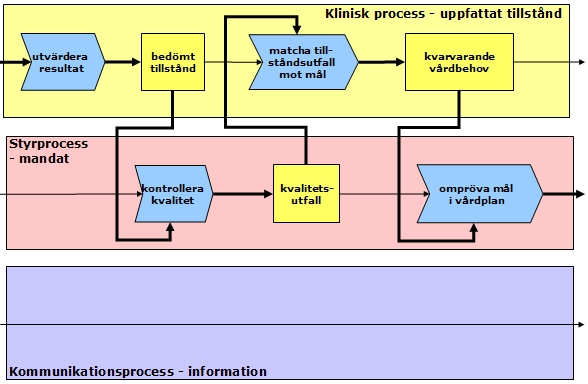 Klinisk process - uppfattat tillstånd
utvärdera
resultat
bedömt
tillstånd
matcha till-
ståndsutfall
mot mål
kvarvarande
vårdbehov
Styrprocess
- mandat
kontrollera
kvalitet
kvalitets-
utfall
ompröva mål
i vårdplan
Kommunikationsprocess - information